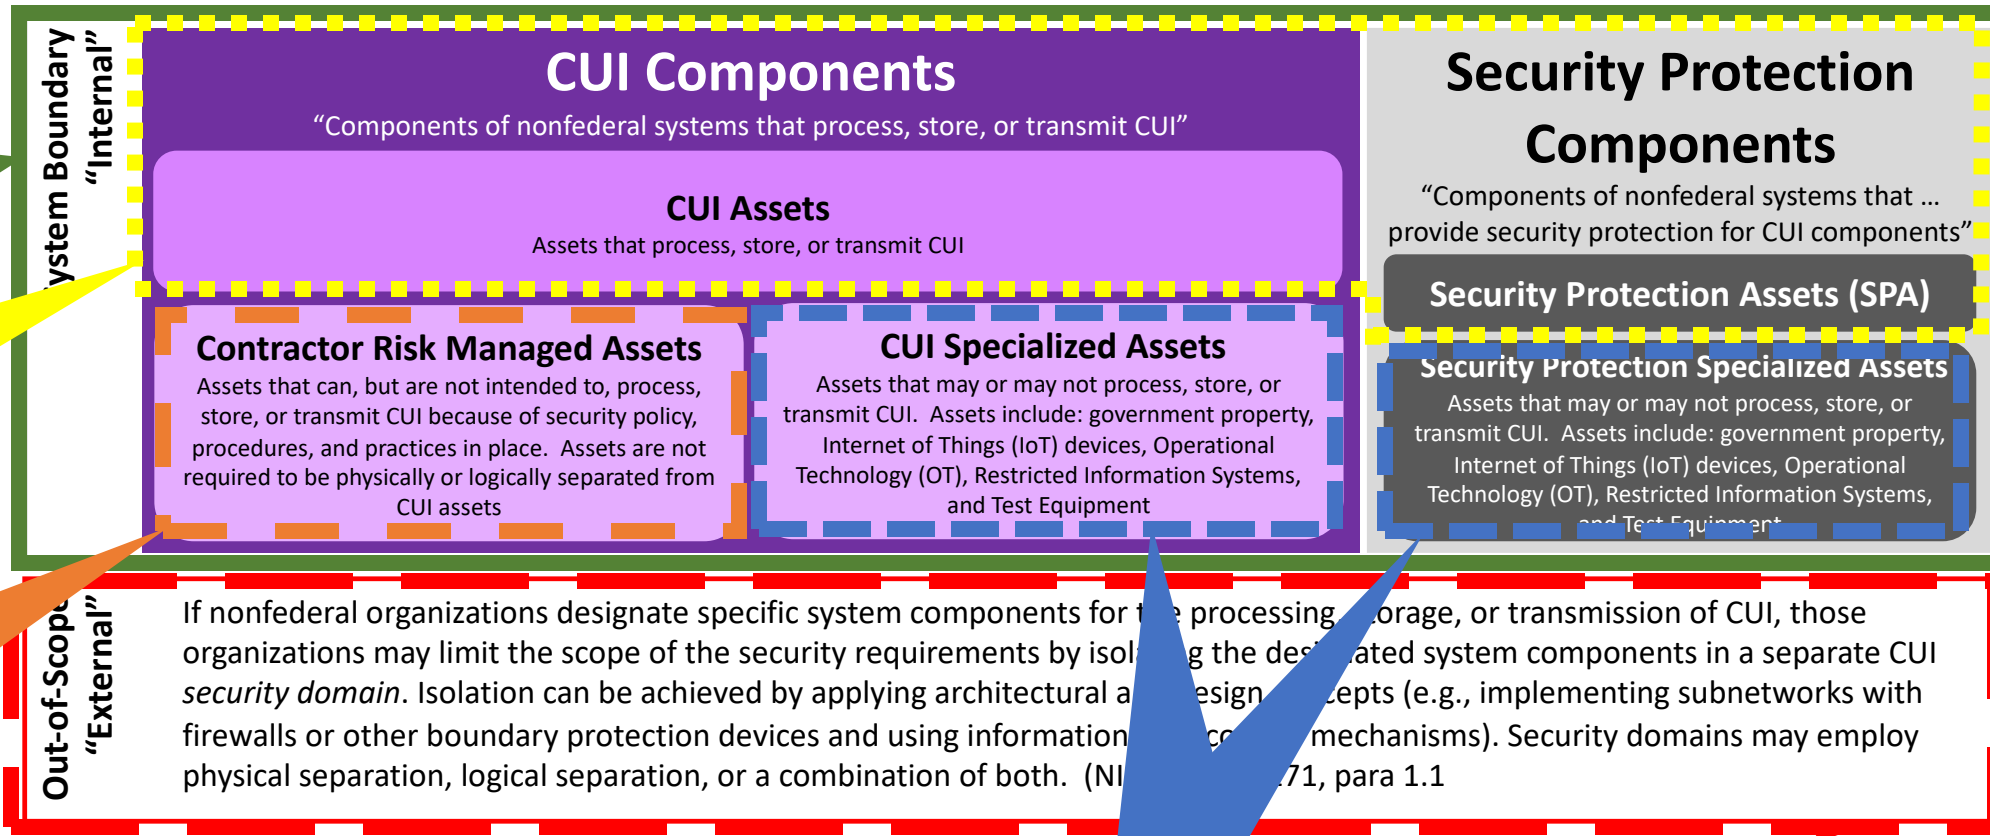 System Boundary
“Internal”
CUI Components
“Components of nonfederal systems that process, store, or transmit CUI”
CUI Assets
Assets that process, store, or transmit CUI
Contractor Risk Managed Assets
Assets that can, but are not intended to, process,
store, or transmit CUI because of security policy,
procedures, and practices in place.  Assets are not
required to be physically or logically separated from
CUI assets
CUI Specialized Assets
Assets that may or may not process, store, or
transmit CUI.  Assets include: government property,
Internet of Things (IoT) devices, Operational
Technology (OT), Restricted Information Systems,
and Test Equipment
Security Protection
Components
“Components of nonfederal systems that …
provide security protection for CUI components”
Security Protection Assets (SPA)
Security Protection Specialized Assets
Assets that may or may not process, store, or
transmit CUI.  Assets include: government property,
Internet of Things (IoT) devices, Operational
Technology (OT), Restricted Information Systems,
and Test Equipment
Out-of-Scope
“External”
If nonfederal organizations designate specific system components for the processing, storage, or transmission of CUI, those
organizations may limit the scope of the security requirements by isolating the designated system components in a separate CUI
security domain. Isolation can be achieved by applying architectural and design concepts (e.g., implementing subnetworks with
firewalls or other boundary protection devices and using information mechanisms). Security domains may employ
physical separation, logical separation, or a combination of both.  (NI 71, para 1.1